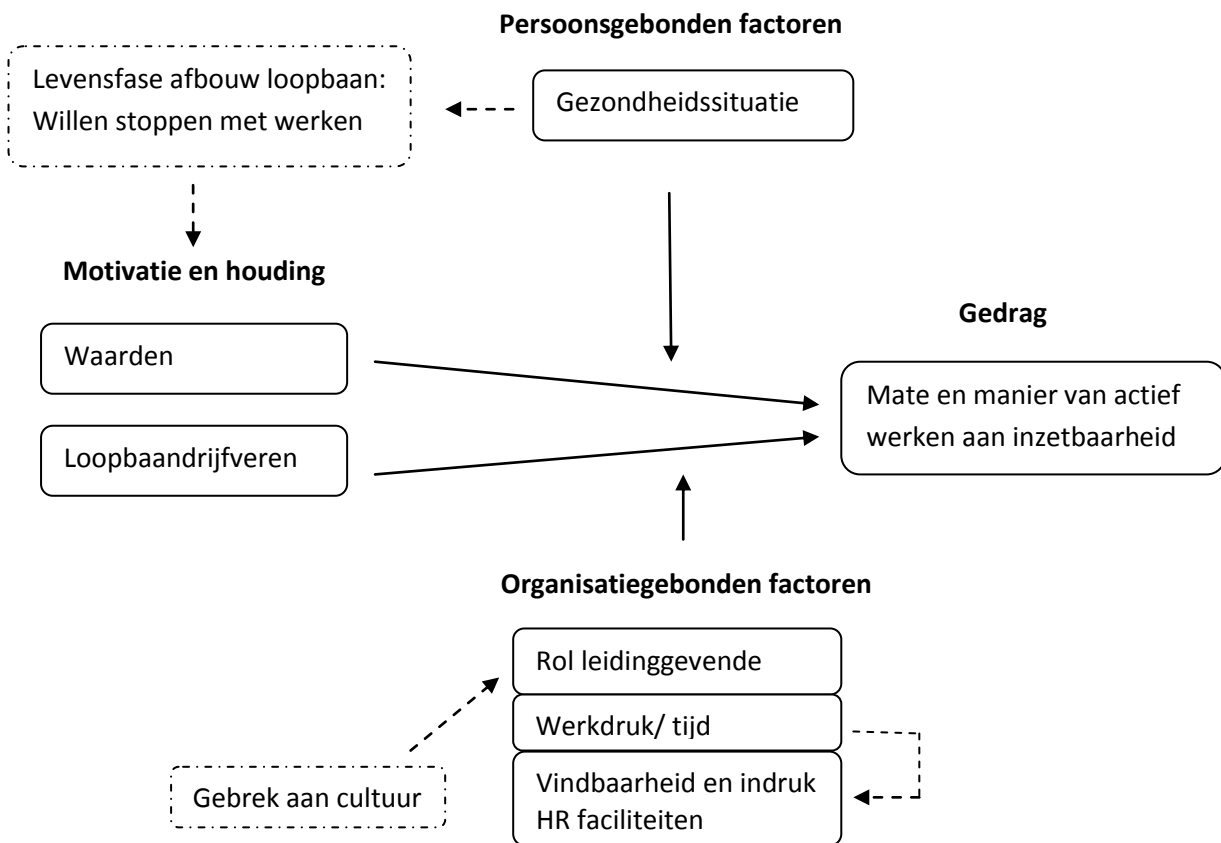 Persoonsgebonden factoren
Levensfase afbouw loopbaan:
Willen stoppen met werken
Gezondheidssituatie
Motivatie en houding
Waarden
Loopbaandrijfveren
Gedrag
Mate en manier van actief
werken aan inzetbaarheid
Organisatiegebonden factoren
Rol leidinggevende
Werkdruk/ tijd
Vindbaarheid en indruk
HR faciliteiten
Gebrek aan cultuur